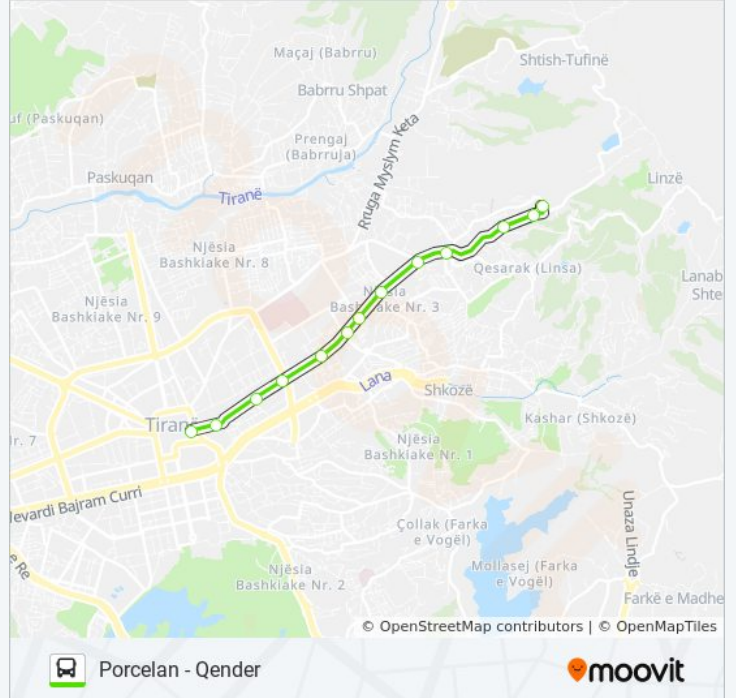 Maçaj (Babrru)
Shtish-Tufinë
Babrru Shpat
uf (Paskuqan)
Rruga Myslym Keta
Prengaj
(Babrruja)
Paskuqan
Linzë
Tiranë
Njësia
Bashkiake Nr. 8
Qesarak (Linsa)
Lanab
Shte
Njësia
Bashkiake Nr. 9
Bashkiake Nr. 3
Lana
Shkozë
Tiranë
Kashar (Shkozë)
lr. 7
Njësia
Bashkiake Nr. 1
levardi Bajram Curri
Unaza Lindje
Çollak (Farka
e Vogël)
e Re
Njësia
Bashkiake Nr. 2
Mollasej (Farka
e Vogël)
Farkë e Madhe
© OpenStreetMap contributors | © OpenMapTiles
Porcelan - Qender
moovit